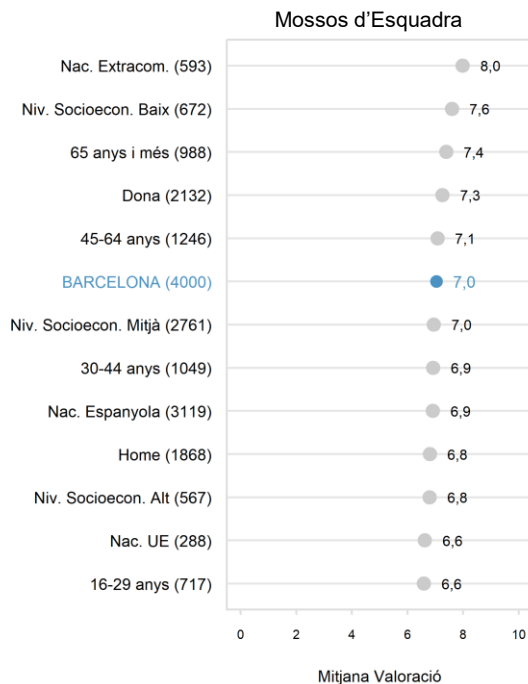 Mossos d’Esquadra
Nac. Extracom. (593) 8,0
Niv. Socioecon. Baix (672) 7,6
65 anys i més (988) 7,4
Dona (2132) 7,3
45-64 anys (1246) 7,1
BARCELONA (4000) 7,0
Niv. Socioecon. Mitjà (2761) 7,0
30-44 anys (1049) 6,9
Nac. Espanyola (3119) 6,9
Home (1868) 6,8
Niv. Socioecon. Alt (567) 6,8
Nac. UE (288) 6,6
16-29 anys (717) 6,6
0 2 4 6 8 10
Mitjana Valoració